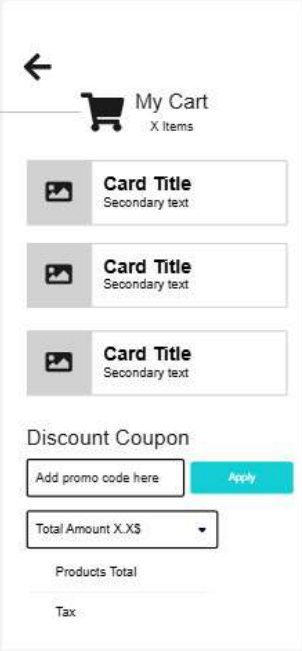 My Cart
X Items
Card Title
Secondary text
Card Title
Secondary text
Card Title
Secondary text
Discount Coupon
Add promo code here
Apply
Total Amount X.X$
Products Total
Tax